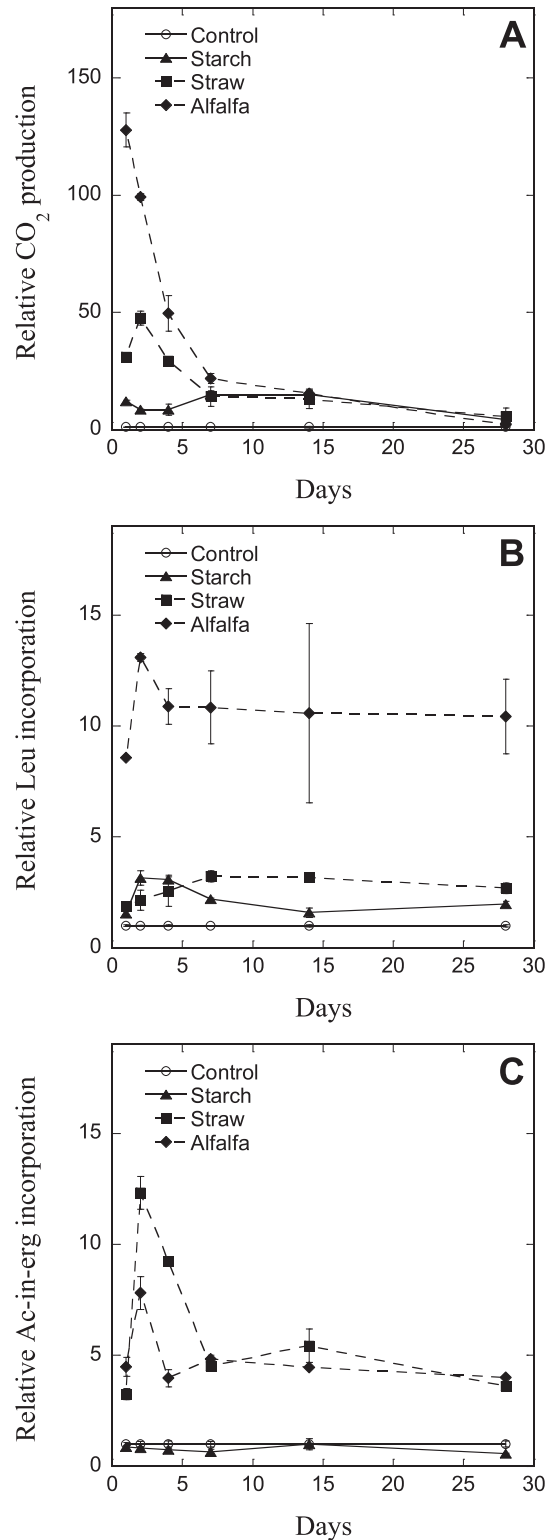 A
Control
Starch
Straw
Alfalfa
Relative CO2 production
150
100
50
0
0 5 10 15 20 25 30
Days
B
Control
Starch
Straw
Alfalfa
Relative Leu incorporation
15
10
5
0
0 5 10 15 20 25 30
Days
C
Control
Starch
Straw
Alfalfa
Relative Ac-in-erg incorporation
15
10
5
0
0 5 10 15 20 25 30
Days